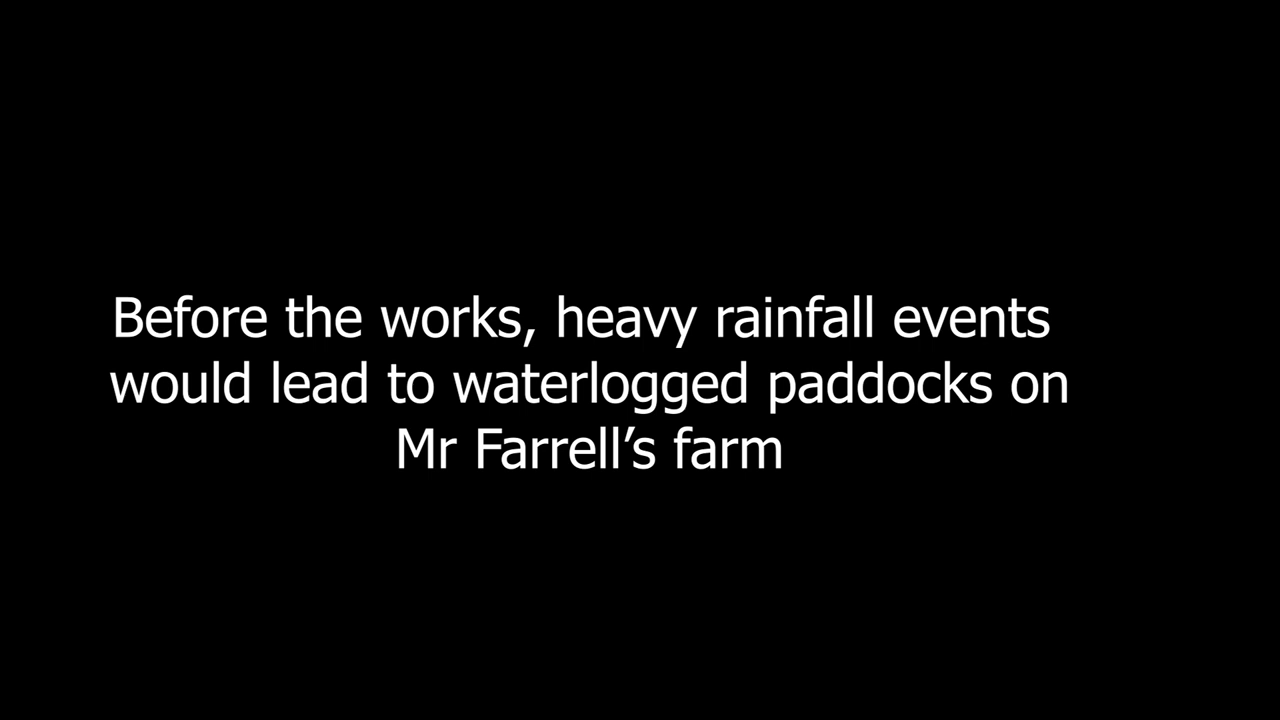 Before the works, heavy rainfall events
would lead to waterlogged paddocks on
Mr Farrell’s farm